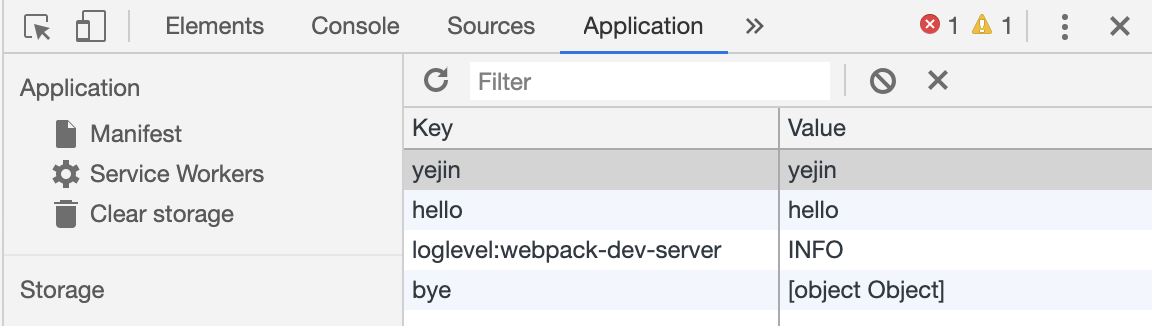 Elements Console Sources Application » 1 1
Application
Manifest
Service Workers
Clear storage
Storage
Filter
Key Value
yejin yejin
hello hello
loglevel:webpack-dev-server INFO
bye [object Object]